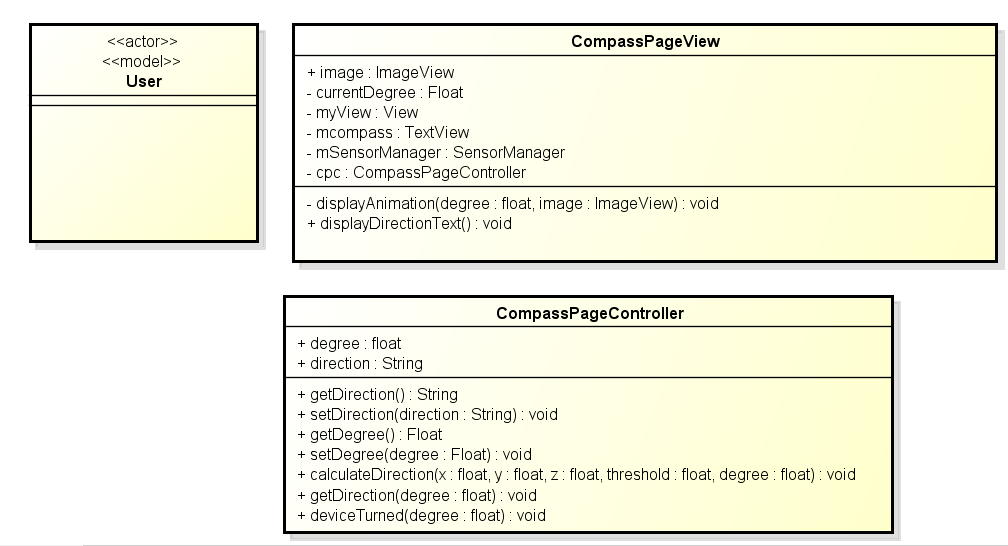 <<actor>>
<<model>>
User
CompassPageView
+ image : ImageView
- currentDegree : Float
- myView : View
- mcompass : TextView
- mSensorManager : SensorManager
- cpc : CompassPageController
- displayAnimation(degree : float, image : ImageView) : void
+ displayDirectionText() : void
CompassPageController
+ degree : float
+ direction : String
+ getDirection() : String
+ setDirection(direction : String) : void
+ getDegree() : Float
+ setDegree(degree : Float) : void
+ calculateDirection(x : float, y : float, z : float, threshold : float, degree : float) : void
+ getDirection(degree : float) : void
+ deviceTurned(degree : float) : void